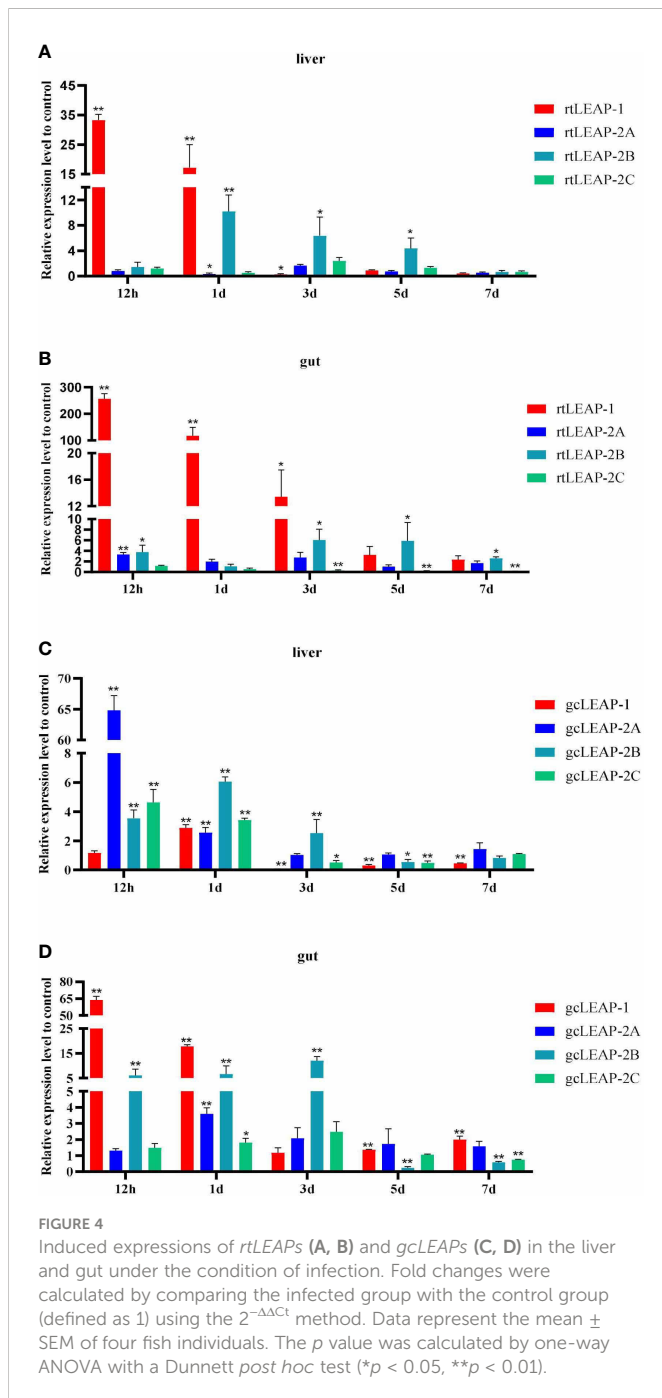 A
liver
Relative expression level to control
45
35
25
15
12
8
4
0
** ** * ** * * *
12h 1d 3d 5d 7d
rtLEAP-1
rtLEAP-2A
rtLEAP-2B
rtLEAP-2C
B
gut
Relative expression level to control
300
200
100
20
12
10
8
6
4
2
0
** ** * ** * * ** * ** * **
12h 1d 3d 5d 7d
rtLEAP-1
rtLEAP-2A
rtLEAP-2B
rtLEAP-2C
C
liver
Relative expression level to control
70
65
60
8
6
4
2
0
** ** ** ** ** ** ** ** ** * ** * ** **
12h 1d 3d 5d 7d
gcLEAP-1
gcLEAP-2A
gcLEAP-2B
gcLEAP-2C
D
gut
Relative expression level to control
80
65
50
25
15
5
5
4
3
2
1
0
** ** ** ** ** * ** ** ** ** ** **
12h 1d 3d 5d 7d
gcLEAP-1
gcLEAP-2A
gcLEAP-2B
gcLEAP-2C
FIGURE 4
Induced expressions of rtLEAPs (A, B) and gcLEAPs (C, D) in the liver
and gut under the condition of infection. Fold changes were
calculated by comparing the infected group with the control group
(defined as 1) using the 2−ΔΔCt method. Data represent the mean ±
SEM of four fish individuals. The p value was calculated by one-way
ANOVA with a Dunnett post hoc test (*p < 0.05, **p < 0.01).